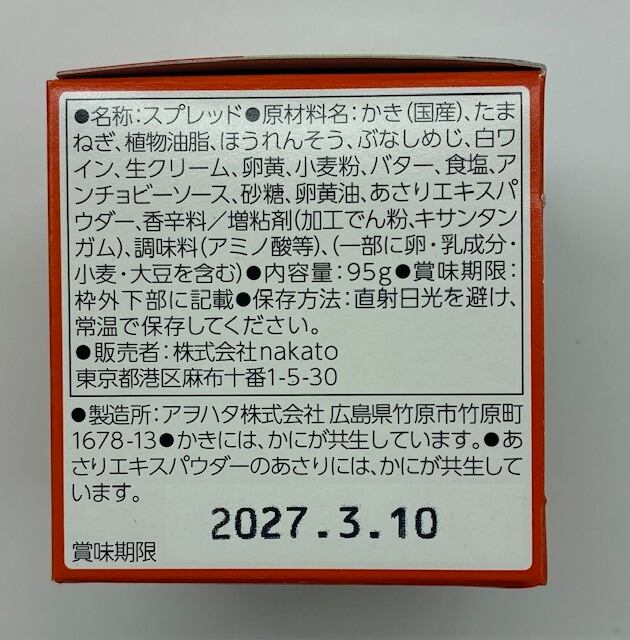 ●名称:スプレッド●原材料名:かき(国産)、たま
ねぎ、植物油脂、ほうれんそう、ぶなしめじ、白ワ
イン、生クリーム、卵黄、小麦粉、バター、食塩、ア
ンチョビーソース、砂糖、卵黄油、あさりエキスパ
ウダー、香辛料/増粘剤(加工でん粉、キサンタン
ガム)、調味料(アミノ酸等)、(一部に卵・乳成分・
小麦・大豆を含む)●内容量:95g●賞味期限:
枠外下部に記載●保存方法:直射日光を避け、
常温で保存してください。
●販売者:株式会社nakato
東京都港区麻布十番1-5-30
●製造所:アヲハタ株式会社 広島県竹原市竹原町
1678-13●かきには、かにが共生しています。●あ
さりエキスパウダーのあさりには、かにが共生して
います。
2027.3.10
賞味期限